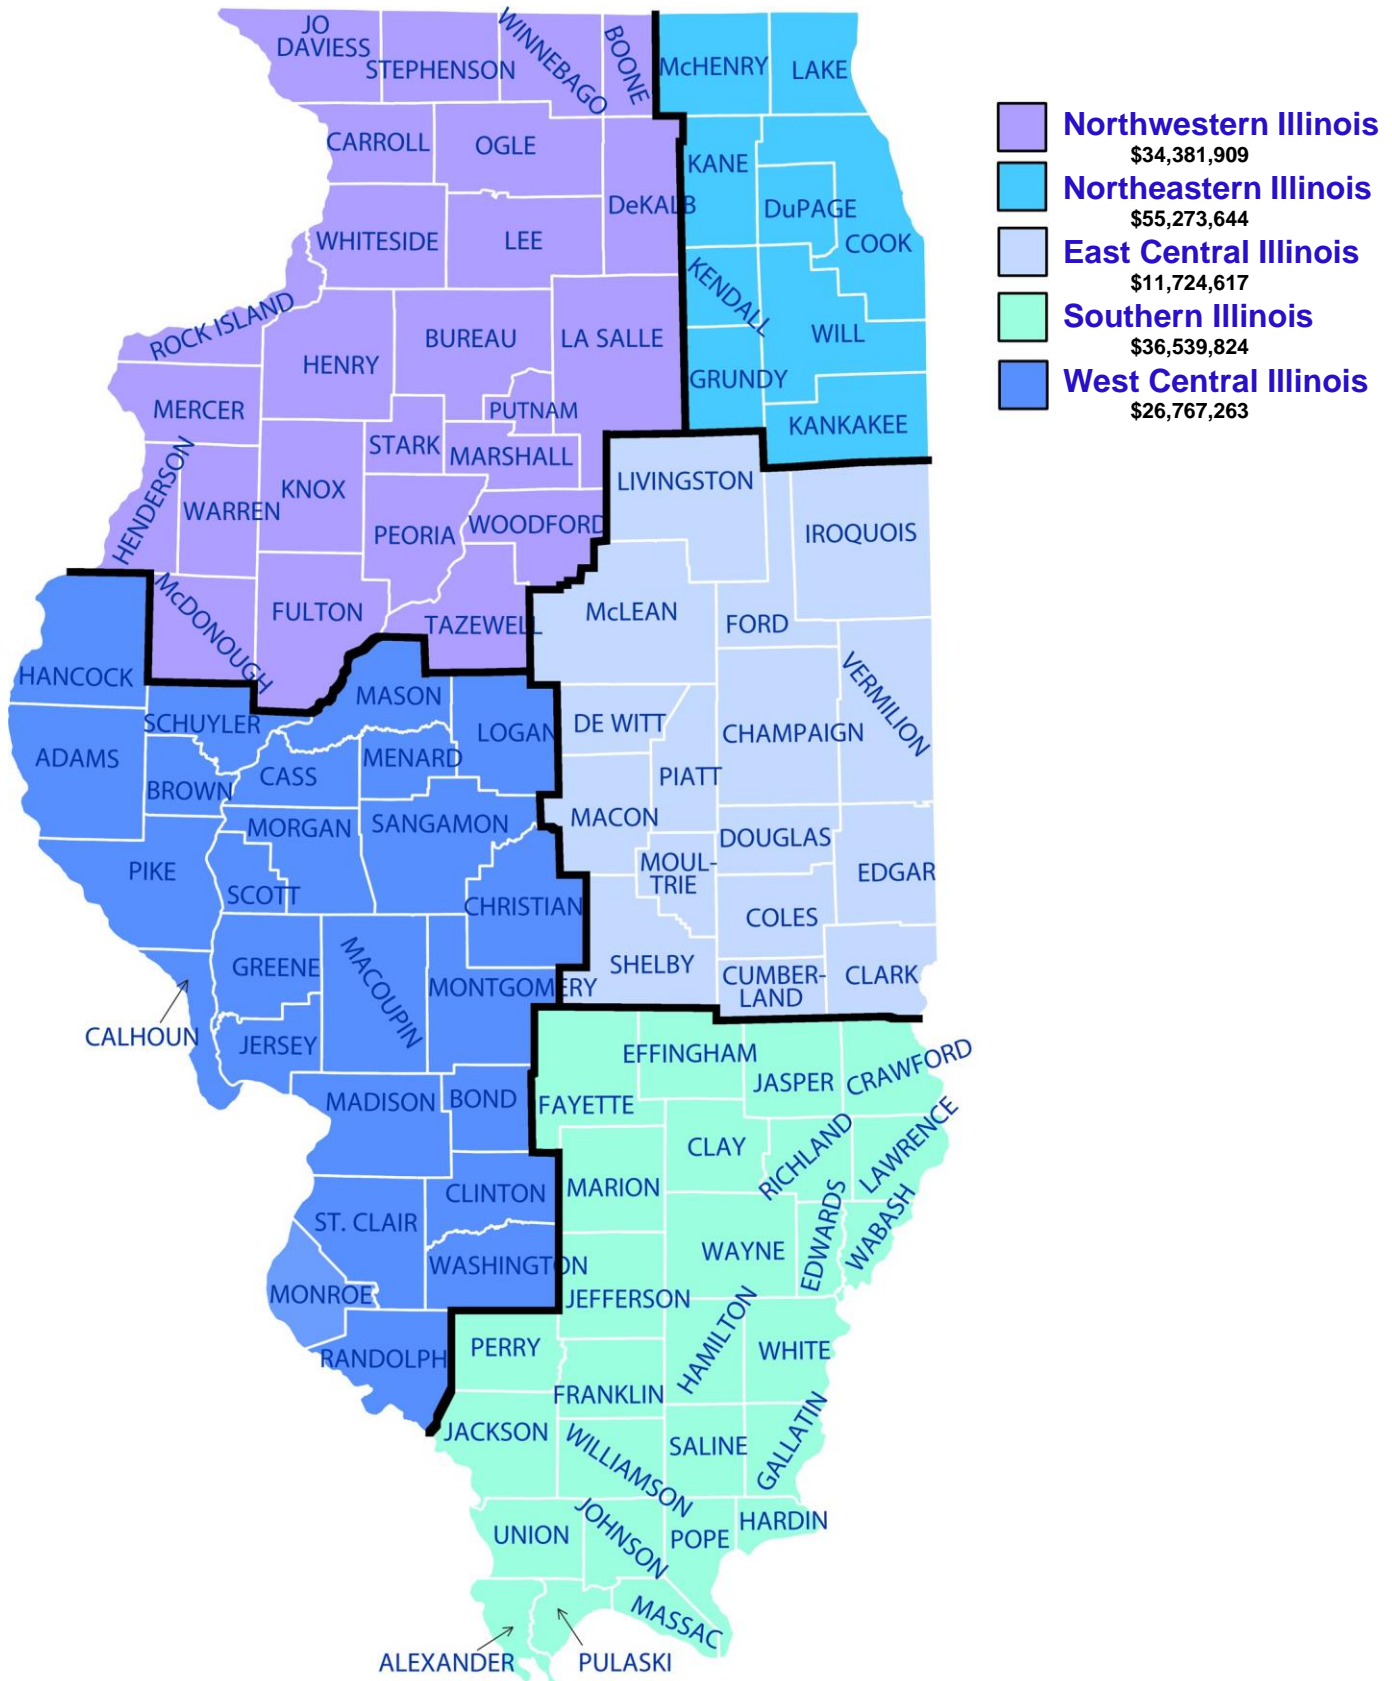 JO
DAVIESS
STEPHENSON
WINNEBAGO
BOONE
McHENRY
LAKE
CARROLL
OGLE
KANE
DeKALB
DuPAGE
COOK
WHITESIDE
LEE
KENDALL
ROCK ISLAND
BUREAU
LA SALLE
WILL
HENRY
GRUNDY
MERCER
PUTNAM
KANKAKEE
STARK
MARSHALL
HENDERSON
WARREN
KNOX
PEORIA
WOODFORD
LIVINGSTON
IROQUOIS
McDONOUGH
FULTON
TAZEWELL
McLEAN
FORD
HANCOCK
MASON
VERMILION
SCHUYLER
LOGAN
DE WITT
CHAMPAIGN
ADAMS
MENARD
CASS
PIATT
BROWN
MORGAN
SANGAMON
MACON
DOUGLAS
PIKE
SCOTT
CHRISTIAN
MOUL-
TRIE
EDGAR
COLES
GREENE
MACOUPIN
MONTGOMERY
SHELBY
CUMBER-
LAND
CLARK
CALHOUN
JERSEY
EFFINGHAM
JASPER
CRAWFORD
MADISON
BOND
FAYETTE
CLAY
RICHLAND
LAWRENCE
MARION
CLINTON
ST. CLAIR
WAYNE
EDWARDS
WABASH
WASHINGTON
MONROE
JEFFERSON
HAMILTON
WHITE
RANDOLPH
PERRY
FRANKLIN
JACKSON
WILLIAMSON
SALINE
GALLATIN
UNION
JOHNSON
POPE
HARDIN
MASSAC
ALEXANDER
PULASKI
Northwestern Illinois
$34,381,909
Northeastern Illinois
$55,273,644
East Central Illinois
$11,724,617
Southern Illinois
$36,539,824
West Central Illinois
$26,767,263